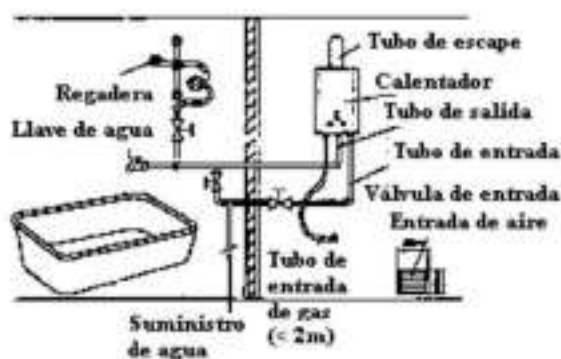 Tubo de escape
Regadera
Calentador
Tubo de salida
Llave de agua
Tubo de entrada
Válvula de entrada
Entrada de aire
Tubo de
entrada
de gas
(< 2m)
Suministro
de agua